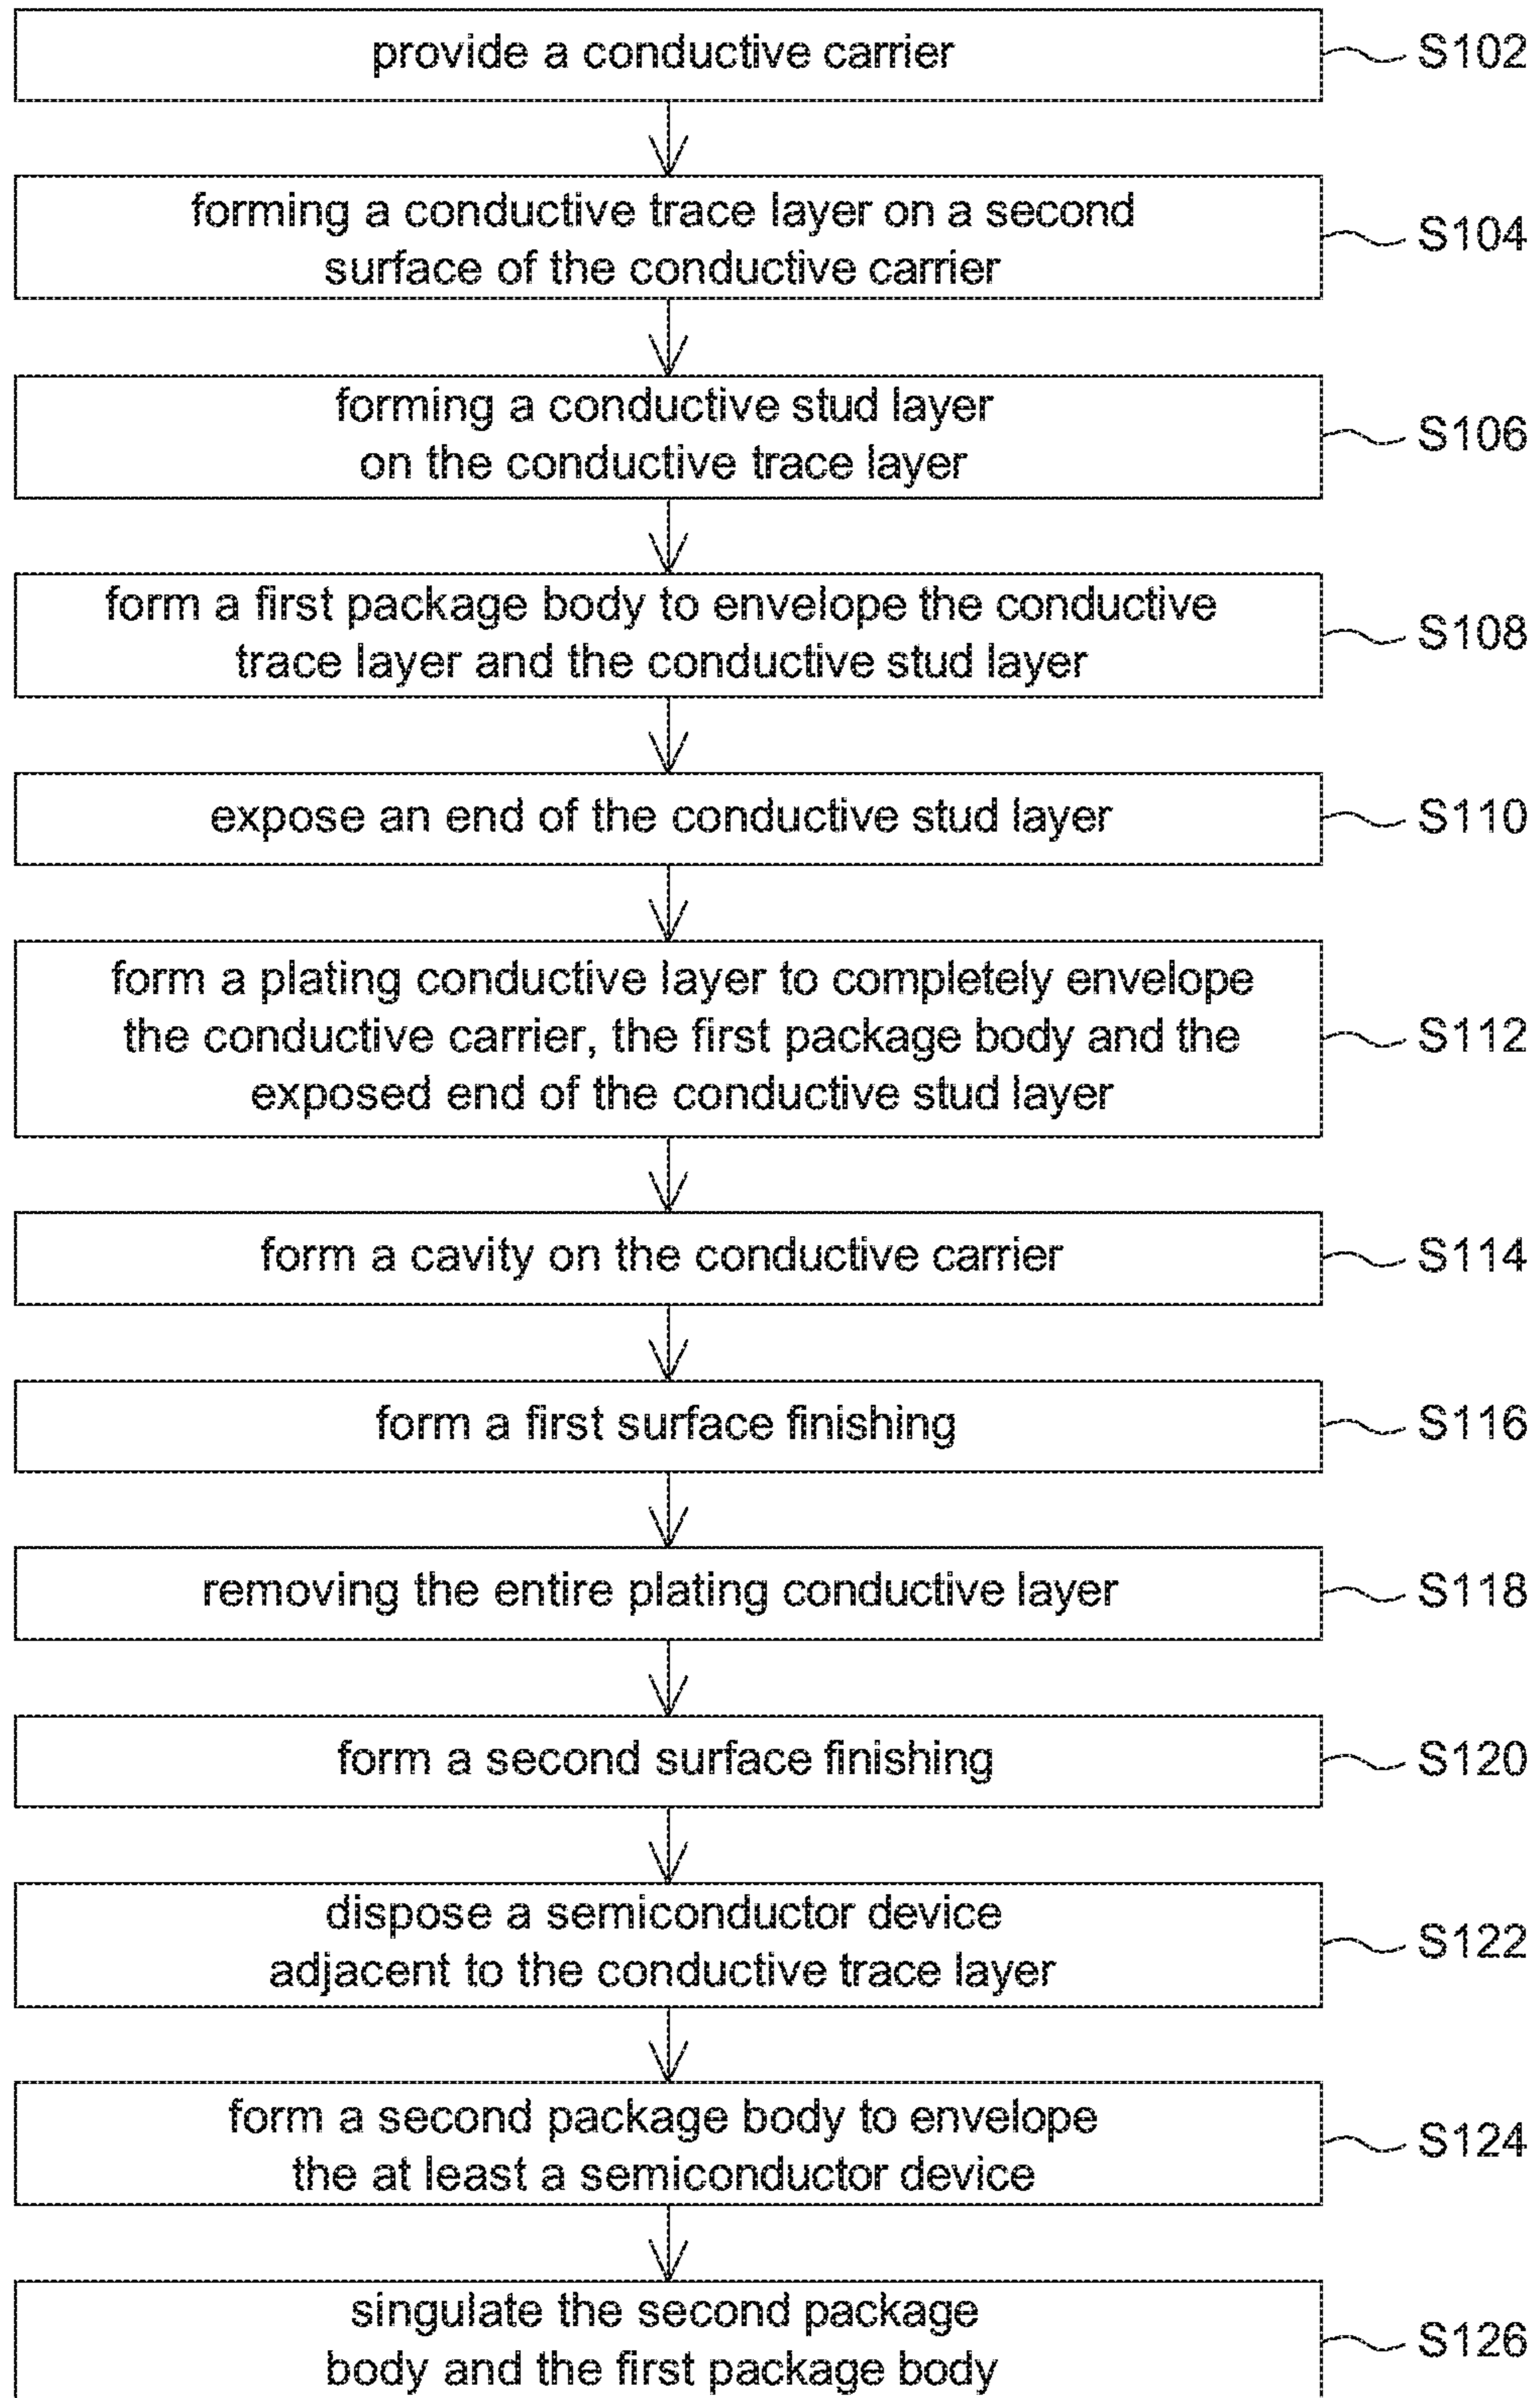 provide a conductive carrier
S102
forming a conductive trace layer on a second
surface of the conductive carrier
S104
forming a conductive stud layer
on the conductive trace layer
S106
form a first package body to envelope the conductive
trace layer and the conductive stud layer
S108
expose an end of the conductive stud layer
S110
form a plating conductive layer to completely envelope
the conductive carrier, the first package body and the
exposed end of the conductive stud layer
S112
form a cavity on the conductive carrier
S114
form a first surface finishing
S116
removing the entire plating conductive layer
S118
form a second surface finishing
S120
dispose a semiconductor device
adjacent to the conductive trace layer
S122
form a second package body to envelope
the at least a semiconductor device
S124
singulate the second package
body and the first package body
S126